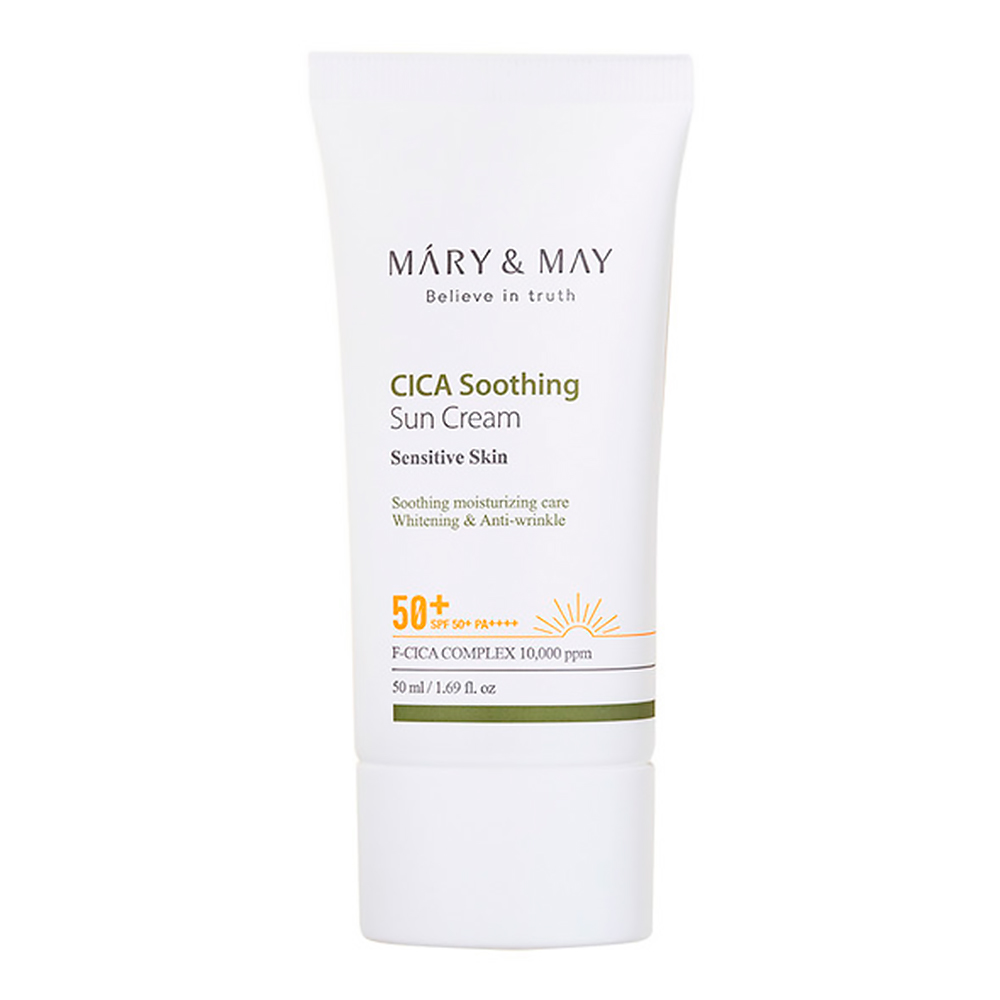 MÁRY & MAY
Believe in truth
CICA Soothing
Sun Cream
Sensitive Skin
Soothing moisturizing care
Whitening & Anti-wrinkle
50+ SPF 50+ PA++++
F-CICA COMPLEX 10,000 ppm
50 ml / 1.69 fl. oz